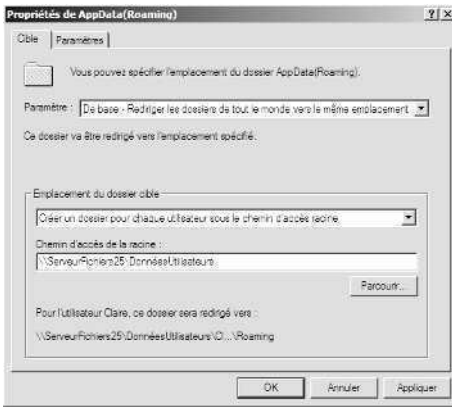 Propriétés de AppData(Roaming)
Cible
Paramètres
Vous pouvez spécifier l'emplacement du dossier AppData(Roaming).
Paramètre :
De base - Rediriger les dossiers de tout le monde vers le même emplacement
Ce dossier va être redirigé vers l'emplacement spécifié.
Emplacement du dossier cible
Créer un dossier pour chaque utilisateur sous le chemin d'accès racine
Chemin d'accès de la racine :
\\ServeurFichiers25\DonnéesUtilisateurs
Parcourir...
Pour l'utilisateur Claire, ce dossier sera redirigé vers :
\\ServeurFichiers25\DonnéesUtilisateurs\Cl...\Roaming
OK
Annuler
Appliquer